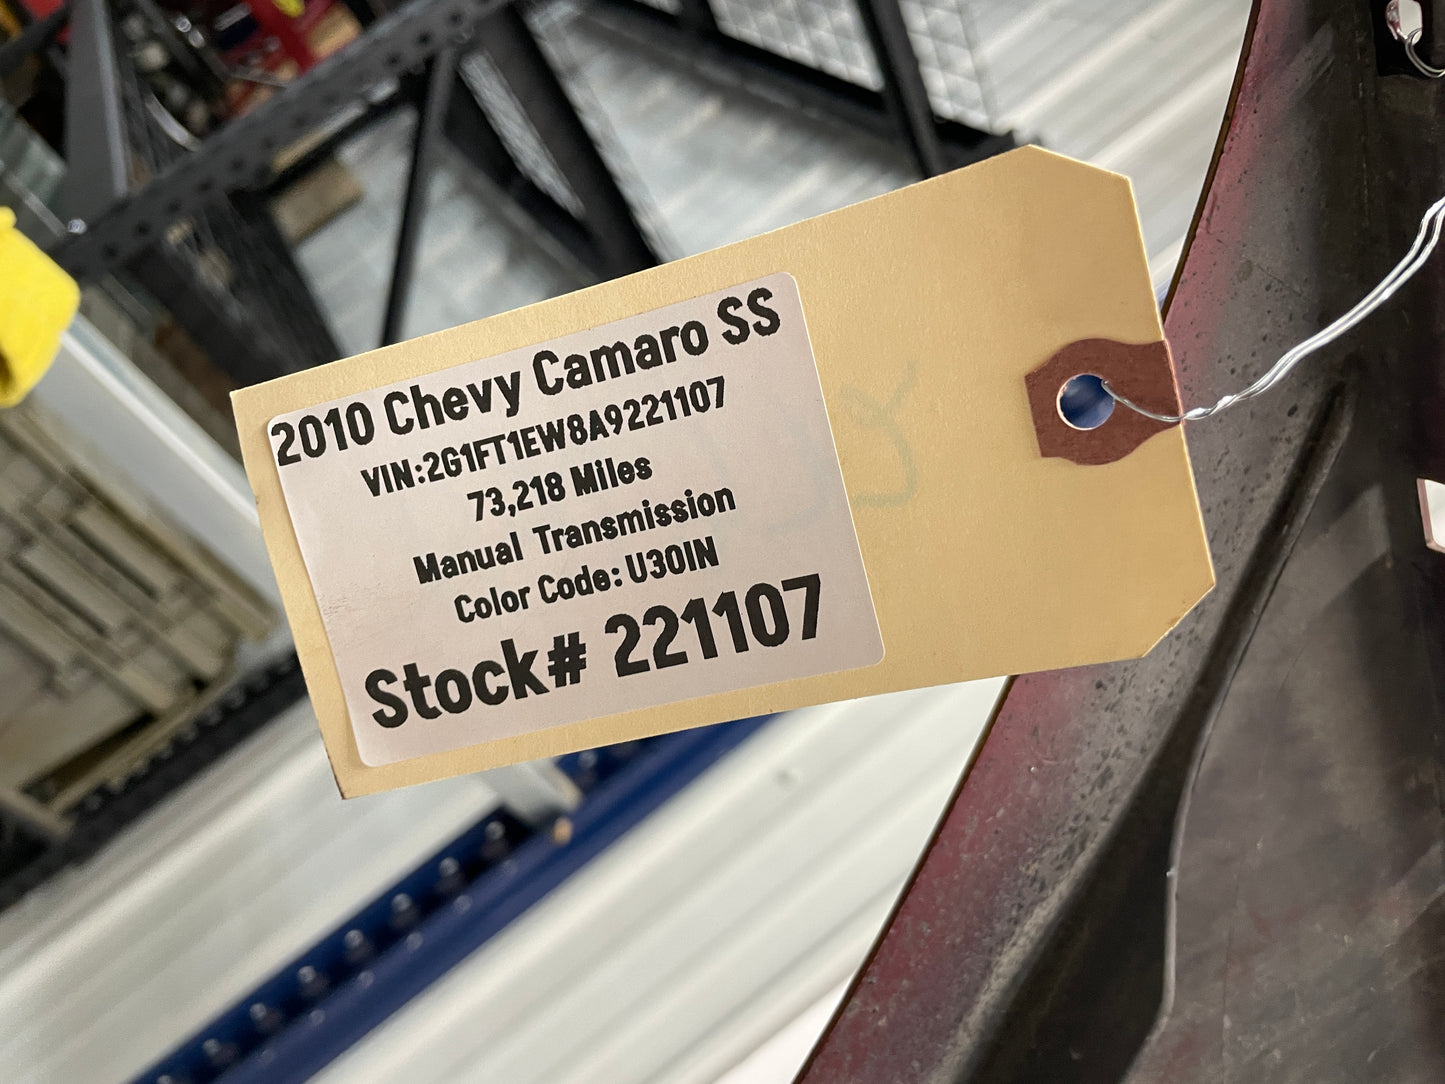 2010 Chevy Camaro SS
VIN:2G1FT1EW8A9221107
73,218 Miles
Manual Transmission
Color Code: U30IN
Stock# 221107